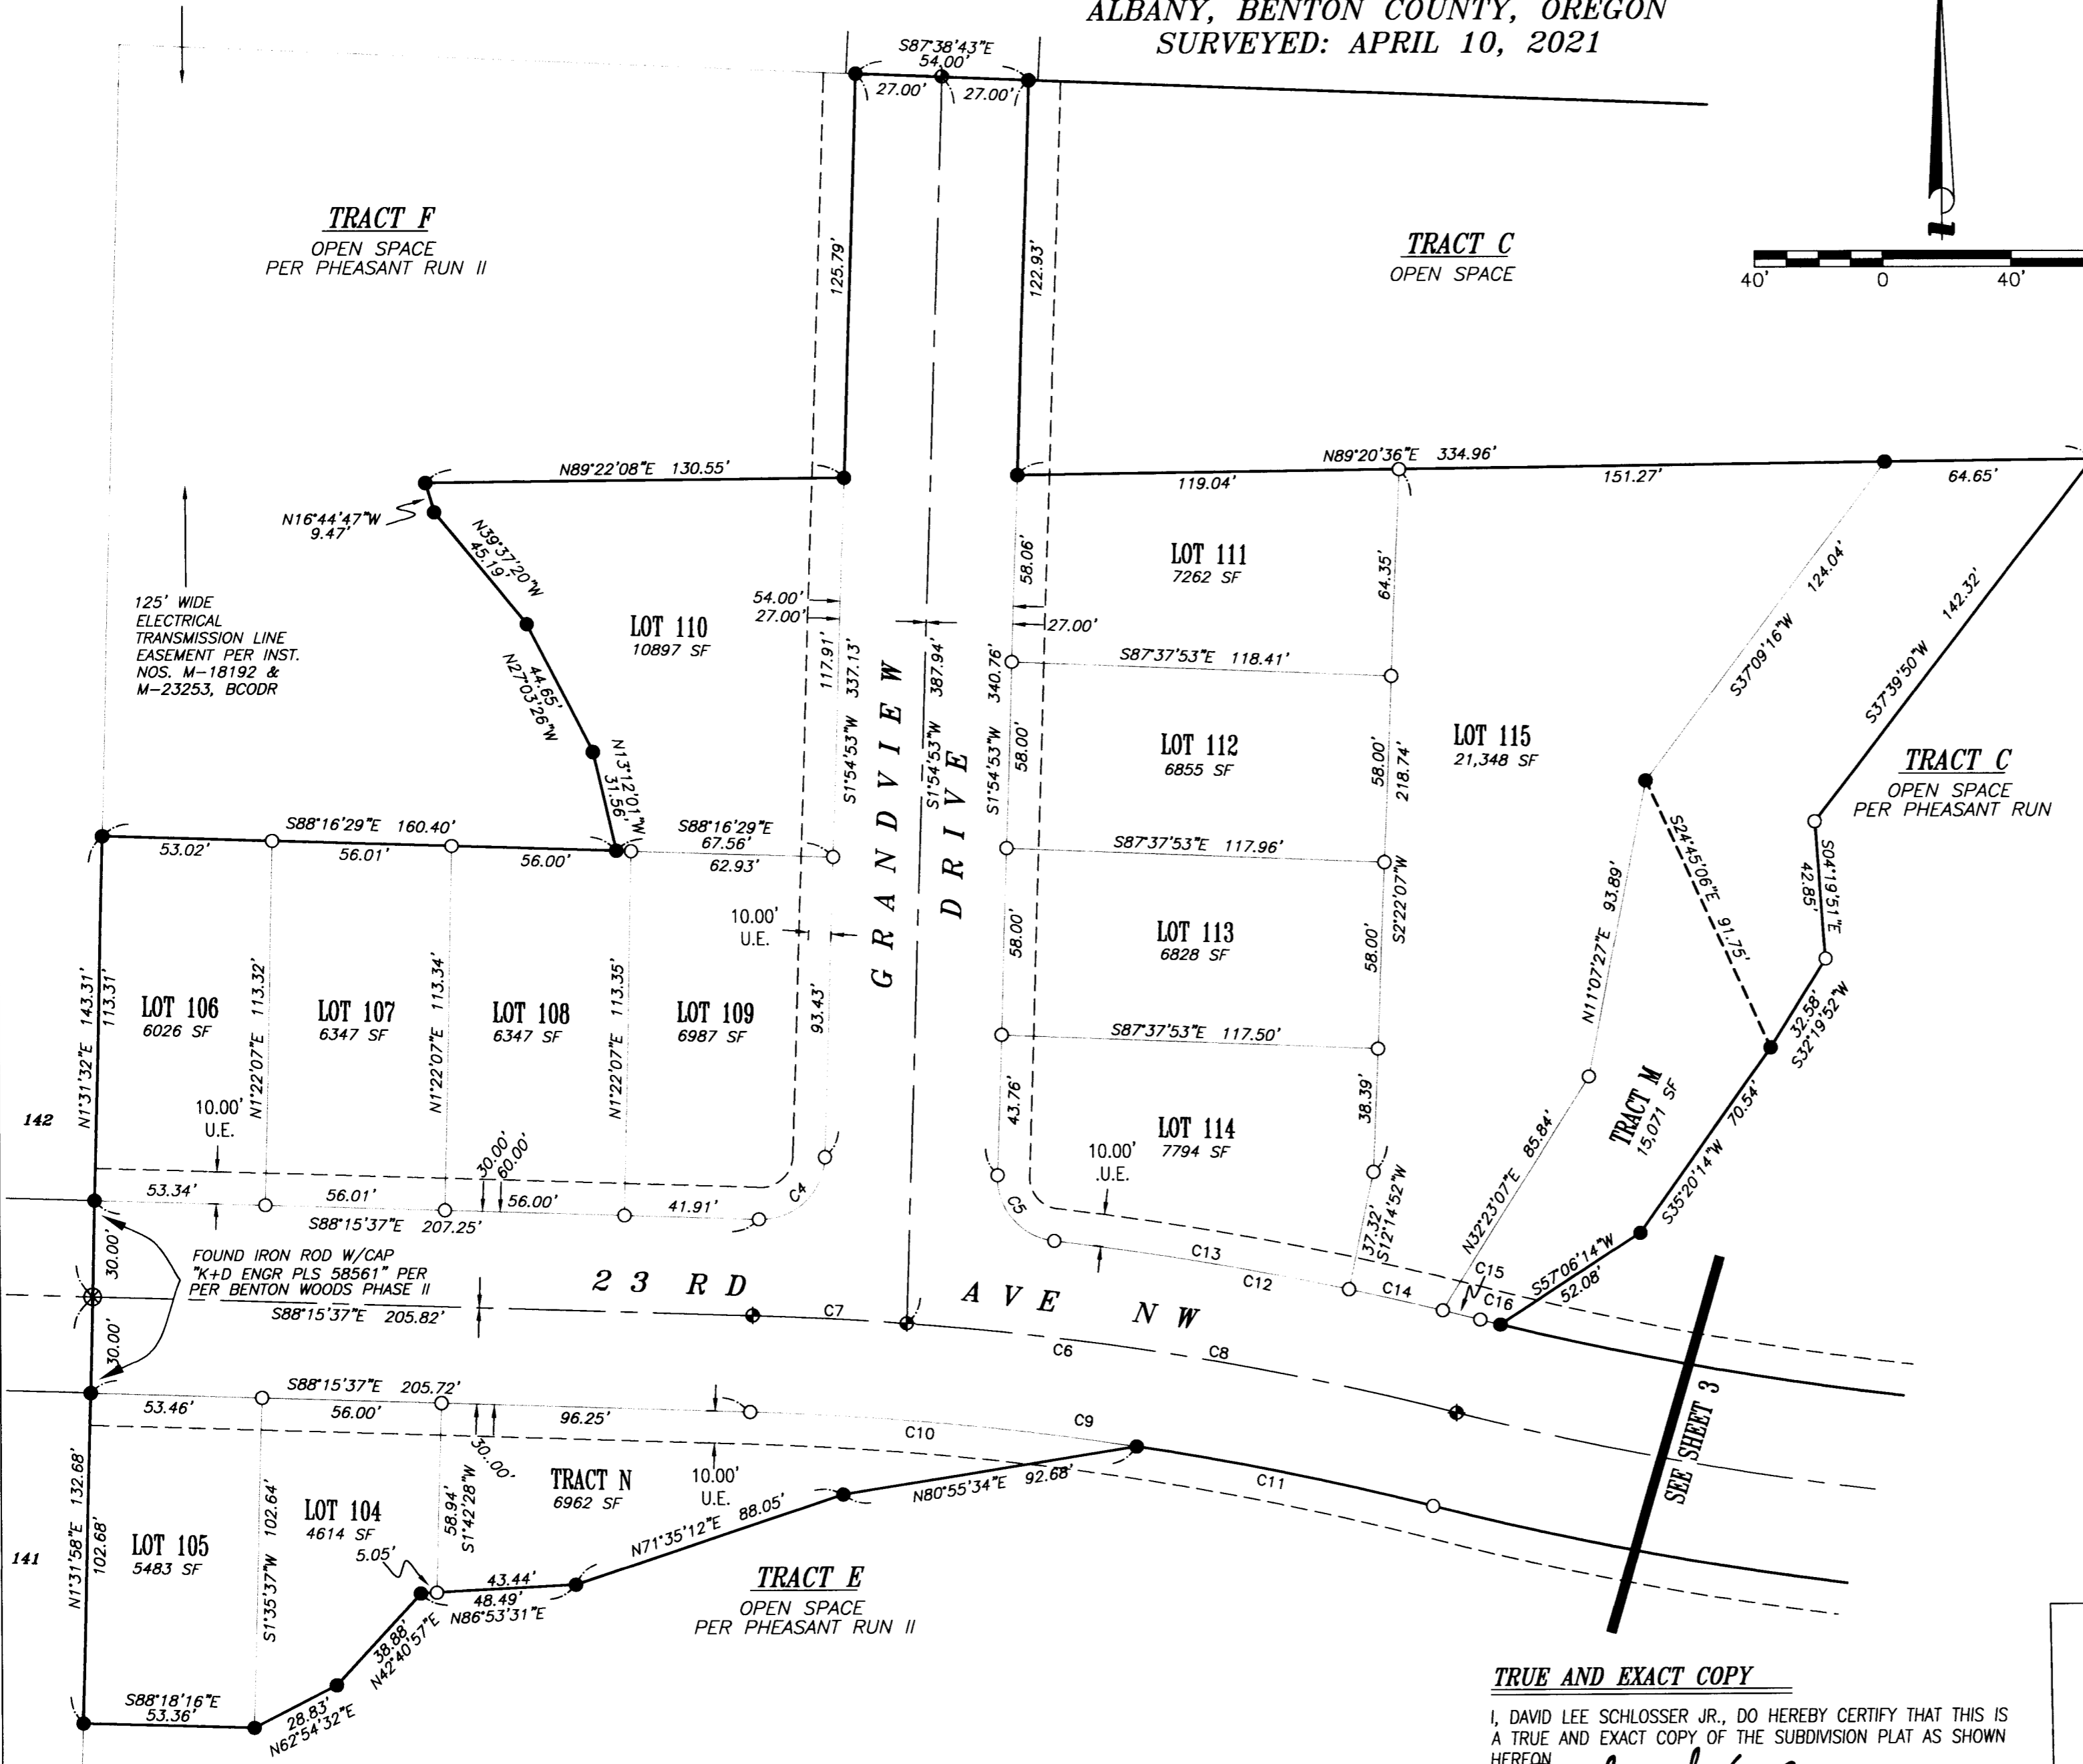 ALBANY, BENTON COUNTY, OREGON
SURVEYED: APRIL 10, 2021
S87°38'43"E
54.00'
27.00' 27.00'
TRACT F
OPEN SPACE
PER PHEASANT RUN II
125.79'
122.93'
TRACT C
OPEN SPACE
40' 0 40'
N89°22'08"E 130.55'
N89°20'36"E 334.96'
119.04'
151.27'
64.65'
N16°44'47"W
9.47'
N39°37'20"W
45.19'
125' WIDE
ELECTRICAL
TRANSMISSION LINE
EASEMENT PER INST.
NOS. M-18192 &
M-23253, BCODR
54.00'
27.00'
27.00'
LOT 110
10897 SF
44.65'
N27°03'26"W
N13°12'01"W
31.56'
117.91'
S1°54'53"W 337.13'
S1°54'53"W 387.94'
S1°54'53"W 340.76'
GRANDVIEW
DRIVE
58.06'
LOT 111
7262 SF
64.35'
S87°37'53"E 118.41'
58.00'
LOT 112
6855 SF
58.00'
218.74'
S2°22'07"W
S87°37'53"E 117.96'
58.00'
LOT 113
6828 SF
58.00'
S87°37'53"E 117.50'
43.76'
LOT 114
7794 SF
38.39'
10.00'
.U.E.
37.32'
S12°14'52"W
LOT 115
21,348 SF
S37°09'16"W 124.04'
S37°39'50"W 142.32'
TRACT C
OPEN SPACE
PER PHEASANT RUN
S24°45'06"E 91.75'
S04°19'51"E
42.85'
N11°07'27"E 93.89'
32.58'
S32°19'52"W
TRACT M
15,071 SF
S35°20'14"W 70.54'
N32°23'07"E 85.84'
S57°06'14"W
52.08'
S88°16'29"E 160.40'
53.02' 56.01' 56.00'
S88°16'29"E
67.56'
62.93'
10.00'
U.E.
93.43'
N1°31'32"E 143.31'
113.31'
LOT 106
6026 SF
N1°22'07"E 113.32'
LOT 107
6347 SF
N1°22'07"E 113.34'
LOT 108
6347 SF
N1°22'07"E 113.35'
LOT 109
6987 SF
142
10.00'
U.E.
30.00'
60.00'
53.34' 56.01' 56.00' 41.91' C4
S88°15'37"E 207.25'
C5
C13
C12
C14
C15
C16
30.00'
FOUND IRON ROD W/CAP
"K+D ENGR PLS 58561" PER
PER BENTON WOODS PHASE II
23 RD AVE NW
S88°15'37"E 205.82'
C7
C6
C8
30.00'
S88°15'37"E 205.72'
53.46' 56.00' 96.25'
C9
C10
C11
30.00'
58.94'
S1°42'28"W
TRACT N
6962 SF
10.00'
U.E.
N1°31'58"E 132.68'
102.68'
LOT 105
5483 SF
S1°35'37"W 102.64'
LOT 104
4614 SF
5.05'
141
43.44'
48.49'
N86°53'31"E
N71°35'12"E 88.05'
N80°55'34"E 92.68'
TRACT E
OPEN SPACE
PER PHEASANT RUN II
38.88'
N42°40'57"E
28.83'
N62°54'32"E
S88°18'16"E
53.36'
SEE SHEET 3
TRUE AND EXACT COPY
I, DAVID LEE SCHLOSSER JR., DO HEREBY CERTIFY THAT THIS IS
A TRUE AND EXACT COPY OF THE SUBDIVISION PLAT AS SHOWN
HEREON